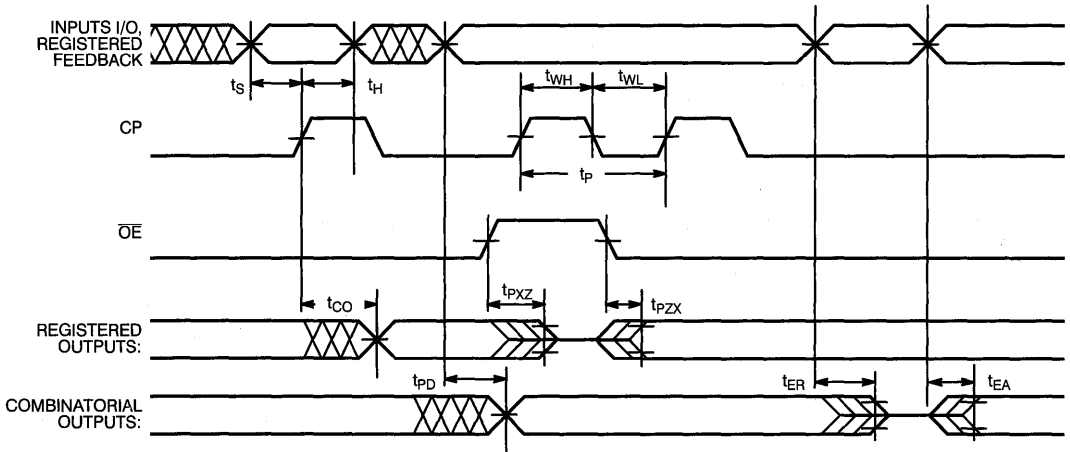 INPUTS I/O,
REGISTERED
FEEDBACK
tS
tH
tWH
tWL
CP
tP
OE
tCO
tPXZ
tPZX
REGISTERED
OUTPUTS:
tPD
tER
tEA
COMBINATORIAL
OUTPUTS: